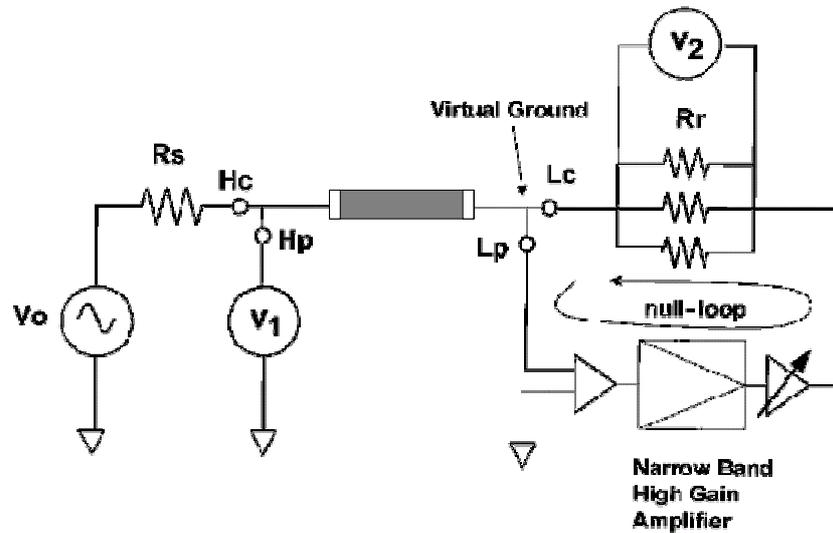 V2
Virtual Ground
Rr
Rs
Hc
Lc
Hp
Lp
Vo
V1
null-loop
Narrow Band
High Gain
Amplifier